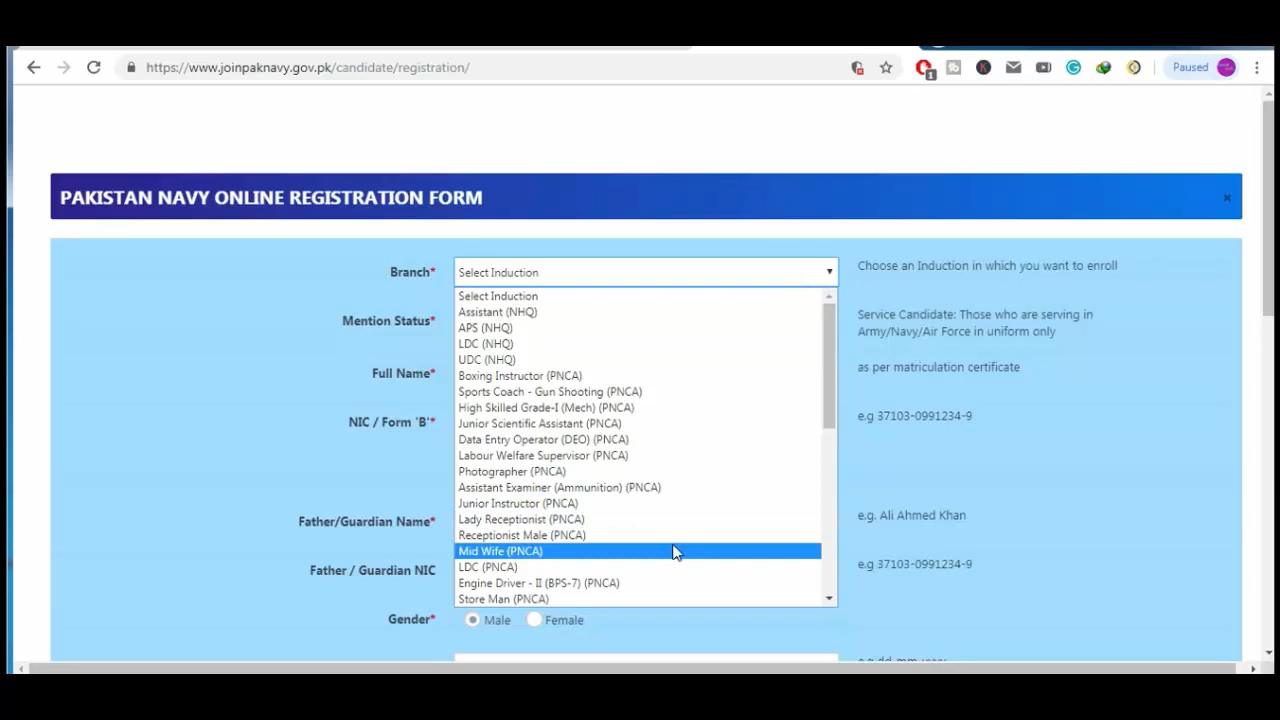 https://www.joinpaknavy.gov.pk/candidate/registration/
1
Paused
PAKISTAN NAVY ONLINE REGISTRATION FORM
×
Branch*
Select Induction
Choose an Induction in which you want to enroll
Select Induction
Assistant (NHQ)
APS (NHQ)
LDC (NHQ)
UDC (NHQ)
Boxing Instructor (PNCA)
Sports Coach - Gun Shooting (PNCA)
High Skilled Grade-I (Mech) (PNCA)
Junior Scientific Assistant (PNCA)
Data Entry Operator (DEO) (PNCA)
Labour Welfare Supervisor (PNCA)
Photographer (PNCA)
Assistant Examiner (Ammunition) (PNCA)
Junior Instructor (PNCA)
Lady Receptionist (PNCA)
Receptionist Male (PNCA)
Mid Wife (PNCA)
LDC (PNCA)
Engine Driver - II (BPS-7) (PNCA)
Store Man (PNCA)
Mention Status*
Service Candidate: Those who are serving in
Army/Navy/Air Force in uniform only
Full Name*
as per matriculation certificate
NIC / Form 'B'*
e.g 37103-0991234-9
Father/Guardian Name*
e.g. Ali Ahmed Khan
Father / Guardian NIC
e.g 37103-0991234-9
Gender*
Male
Female
e.g dd-mm-yyyy